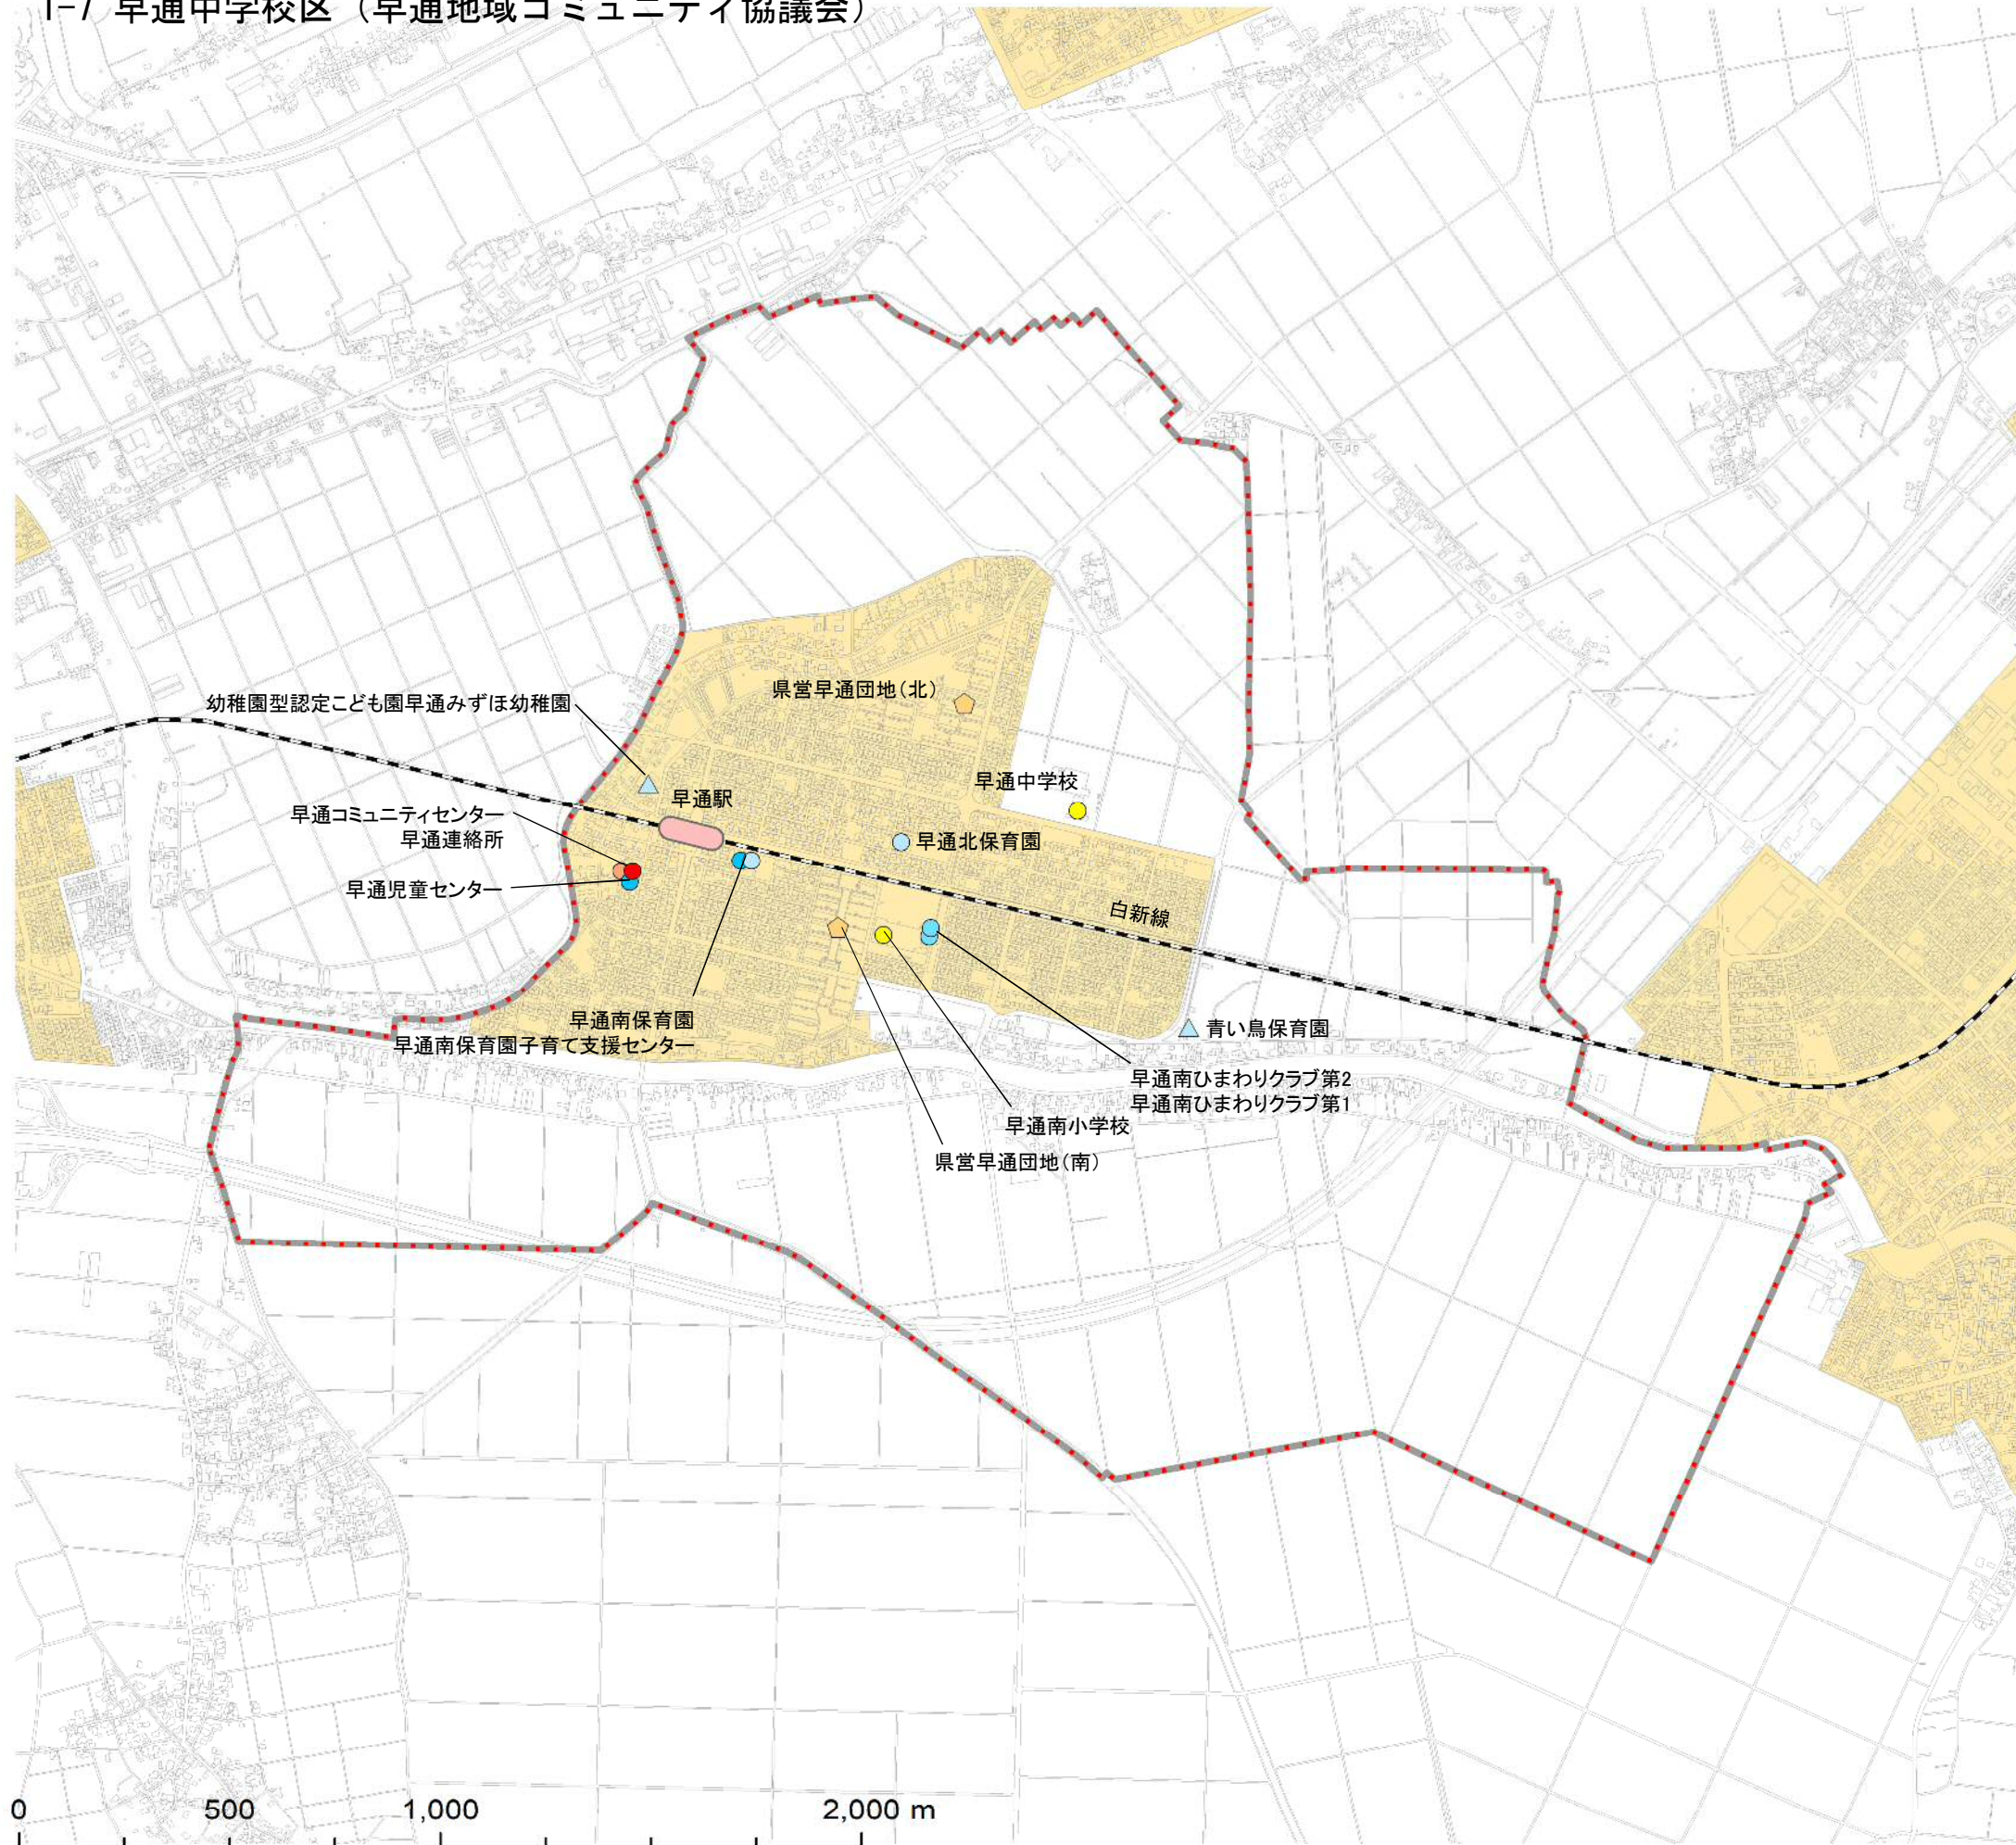 1-7 早通中学校区（早通地域コミュニティ協議会）
県営早通団地（北）
幼稚園型認定こども園早通みずほ幼稚園
早通駅
早通中学校
早通コミュニティセンター
早通連絡所
早通北保育園
早通児童センター
白新線
早通南保育園
早通南保育園子育て支援センター
青い鳥保育園
早通南ひまわりクラブ第2
早通南ひまわりクラブ第1
早通南小学校
県営早通団地（南）
0 500 1,000 2,000 m